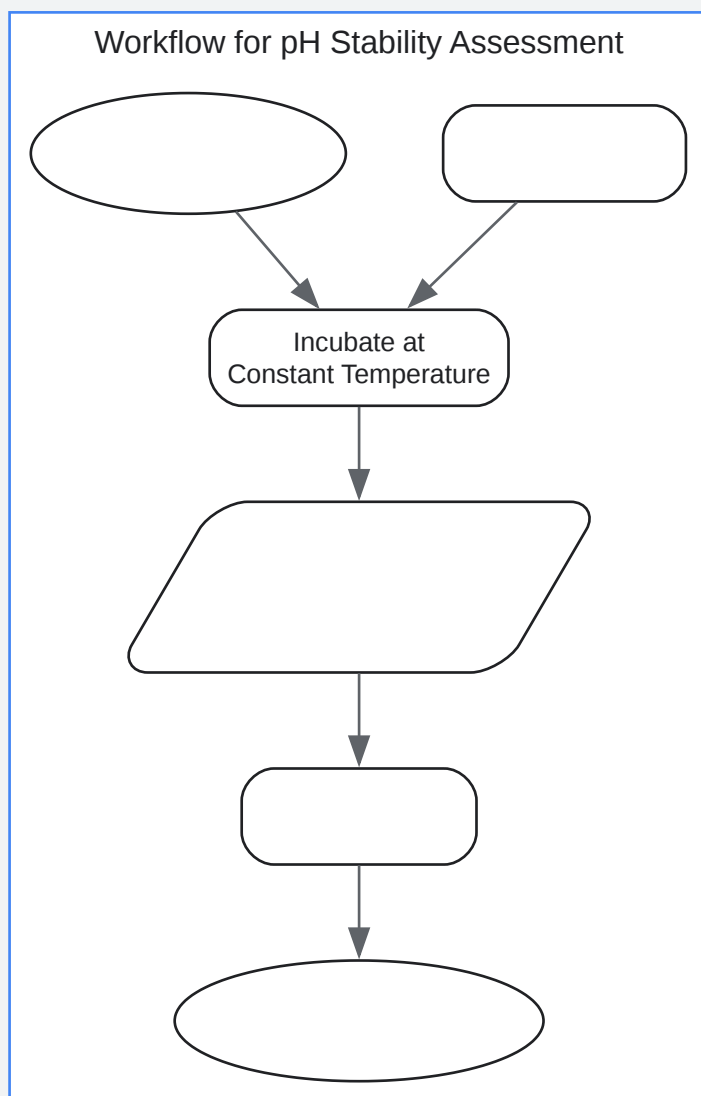 Workflow for pH Stability Assessment
Incubate at
Constant Temperature